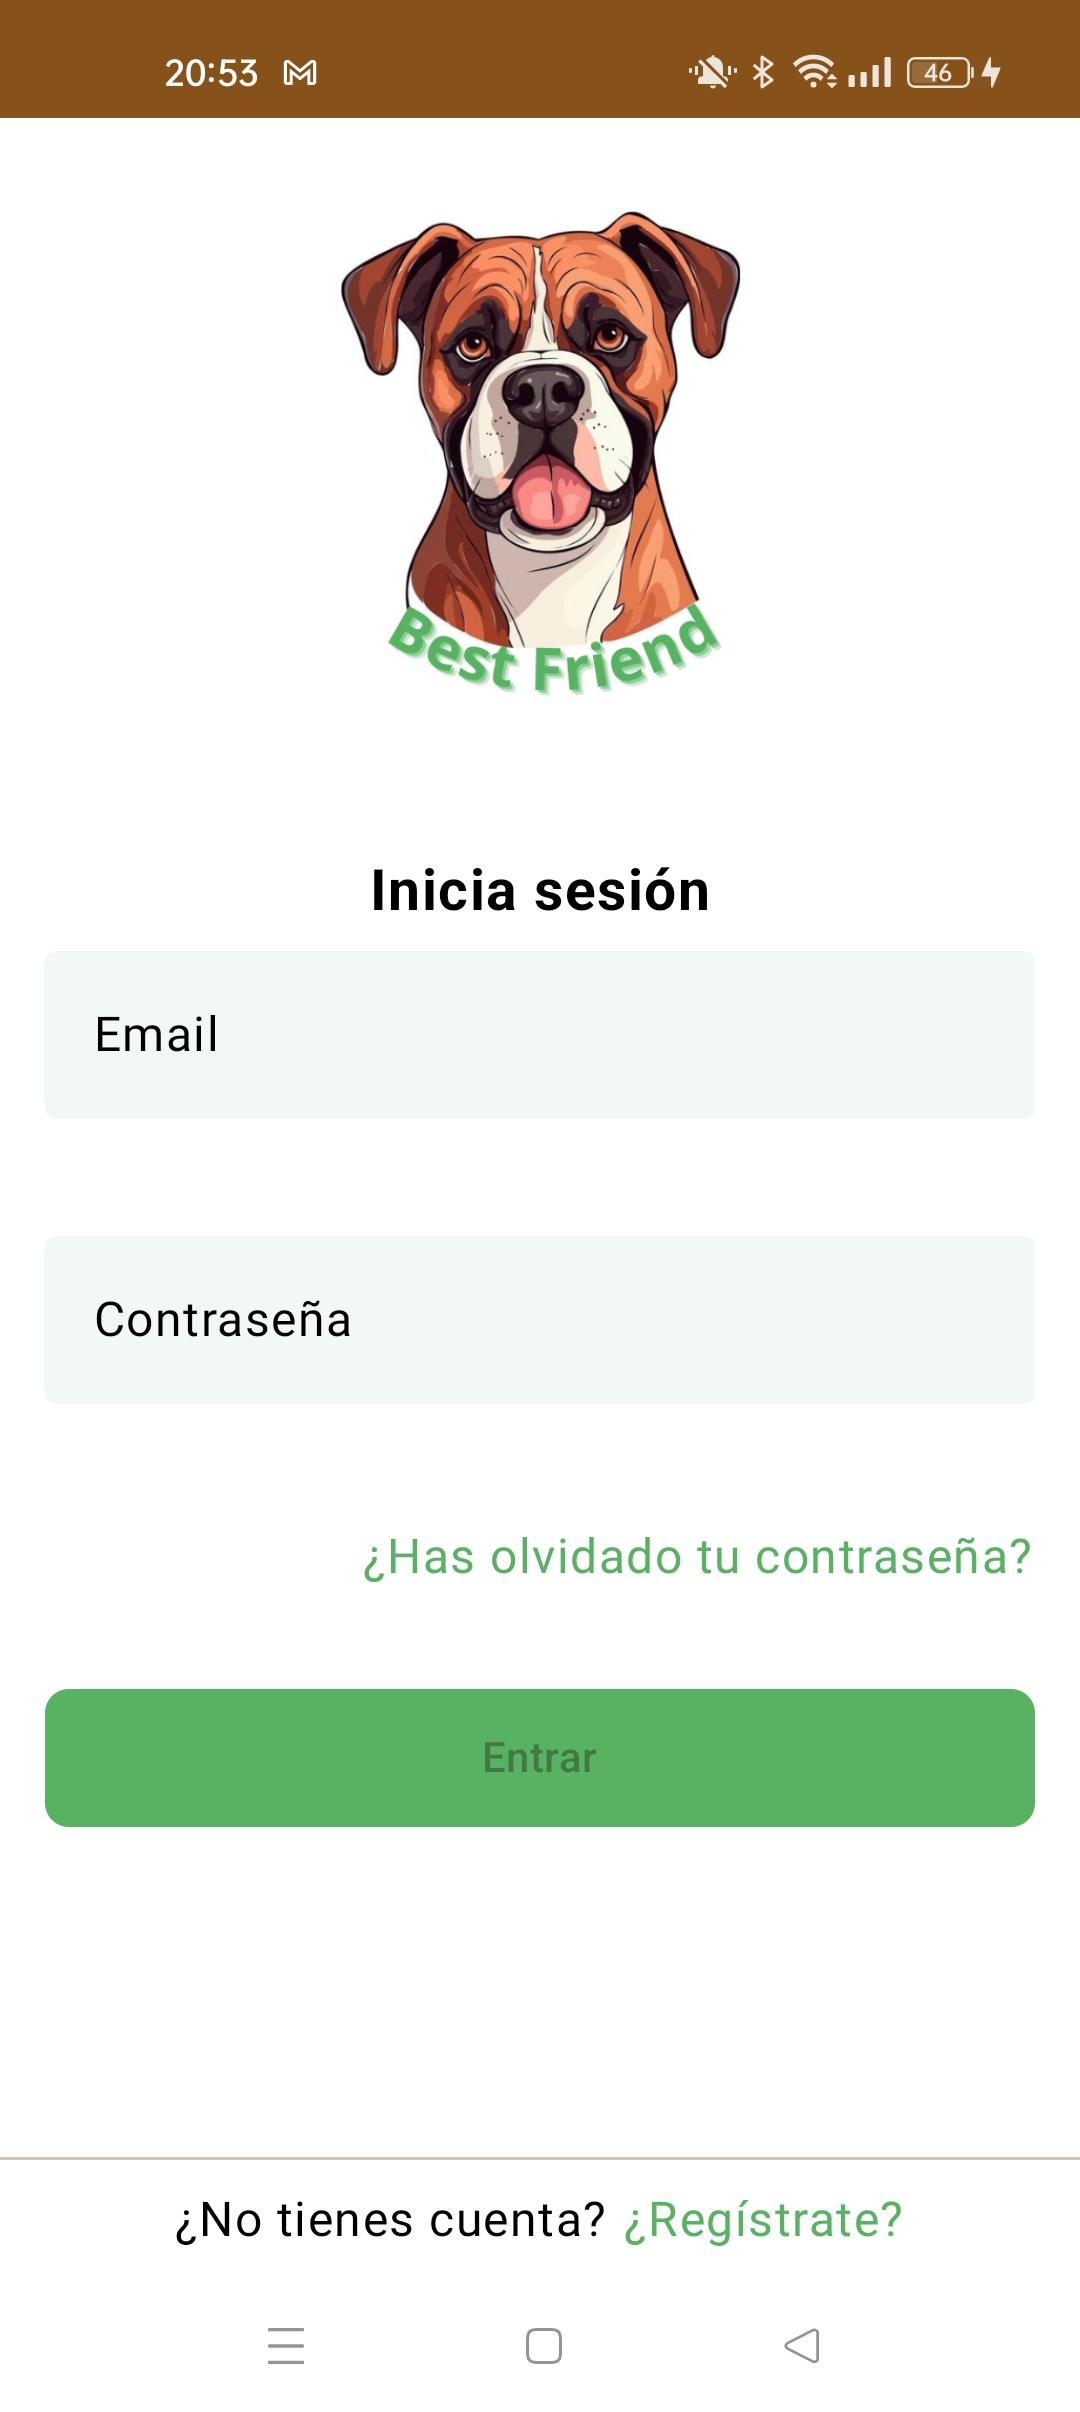 20:53 46
Best Friend
Inicia sesión
Email
Contraseña
¿Has olvidado tu contraseña?
Entrar
¿No tienes cuenta? ¿Regístrate?